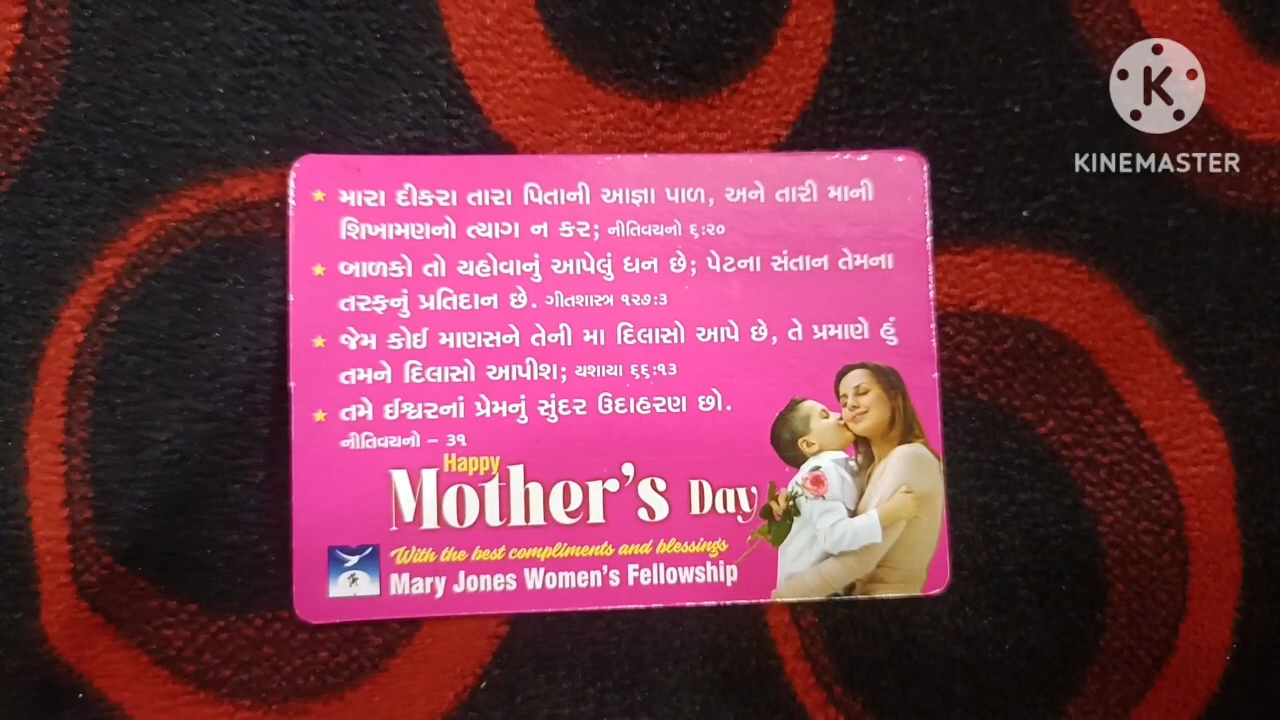 મારા દીકરા તારા પિતાની આજ્ઞા પાળ, અને તારી માની
શિખામણનો ત્યાગ ન કર; નીતિવચનો ૬:૨૦
બાળકો તો યહોવાનું આપેલું ધન છે; પેટના સંતાન તેમના
તરફનું પ્રતિદાન છે. ગીતશાસ્ત્ર ૧૨૭:૩
જેમ કોઈ માણસને તેની મા દિલાસો આપે છે, તે પ્રમાણે હું
તમને દિલાસો આપીશ; યશાયા ૬૬:૧૩
તમે ઈશ્વરનાં પ્રેમનું સુંદર ઉદાહરણ છો.
નીતિવચનો – ૩૧
Happy
Mother's Day
With the best compliments and blessings
Mary Jones Women's Fellowship
K
KINEMASTER